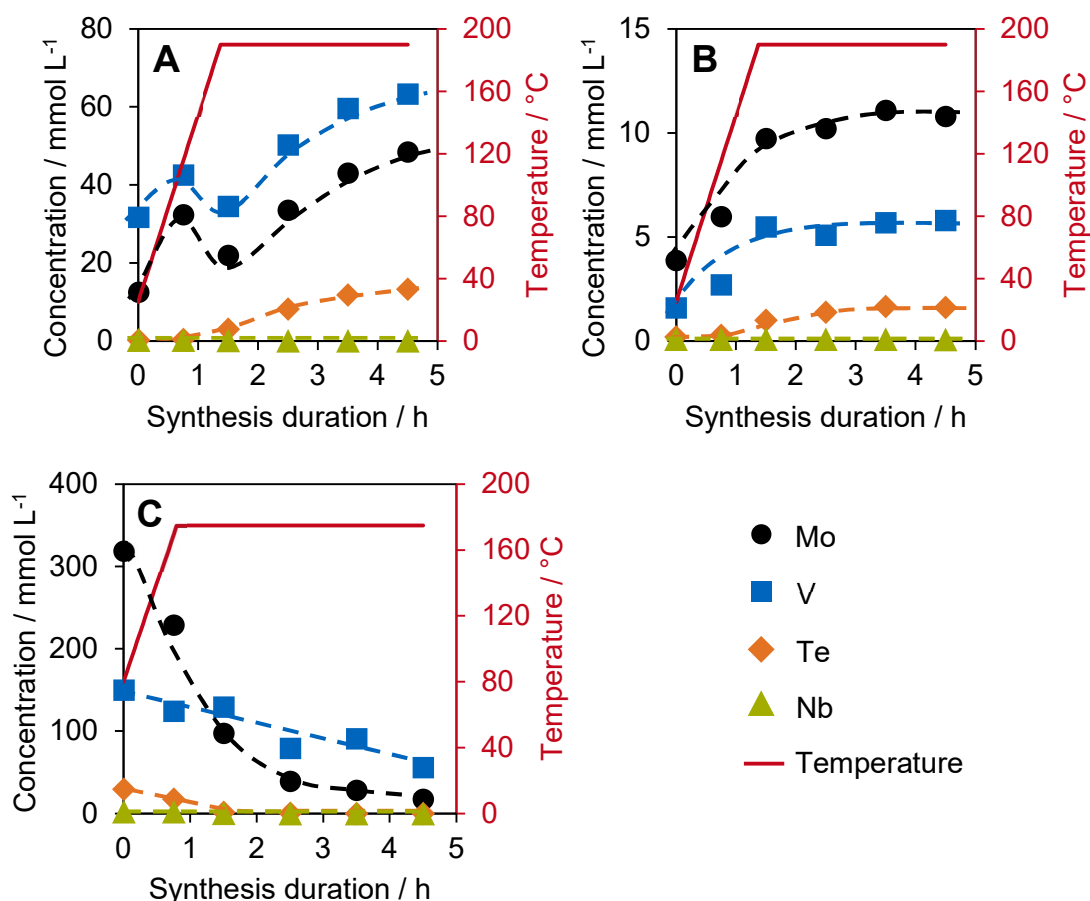 A
Concentration / mmol L⁻¹
80
60
40
20
0
0 1 2 3 4 5
Synthesis duration / h
200
160
120
80
40
0
Temperature / °C
B
Concentration / mmol L⁻¹
15
10
5
0
0 1 2 3 4 5
Synthesis duration / h
200
160
120
80
40
0
Temperature / °C
C
Concentration / mmol L⁻¹
400
300
200
100
0
0 1 2 3 4 5
Synthesis duration / h
200
160
120
80
40
0
Temperature / °C
Mo
V
Te
Nb
Temperature